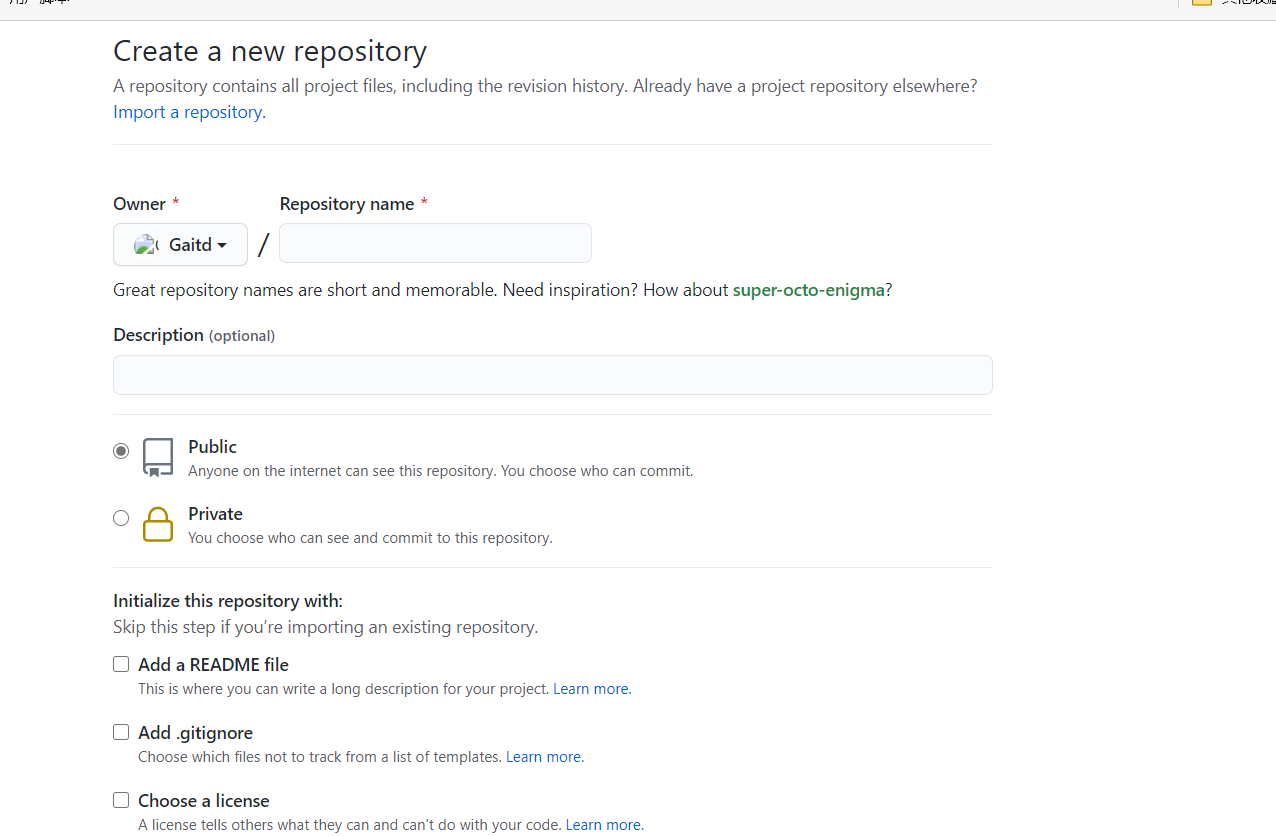 Create a new repository
A repository contains all project files, including the revision history. Already have a project repository elsewhere?
Import a repository.
Owner *
Repository name *
Gaitd
/
Great repository names are short and memorable. Need inspiration? How about super-octo-enigma?
Description (optional)
Public
Anyone on the internet can see this repository. You choose who can commit.
Private
You choose who can see and commit to this repository.
Initialize this repository with:
Skip this step if you’re importing an existing repository.
Add a README file
This is where you can write a long description for your project. Learn more.
Add .gitignore
Choose which files not to track from a list of templates. Learn more.
Choose a license
A license tells others what they can and can't do with your code. Learn more.